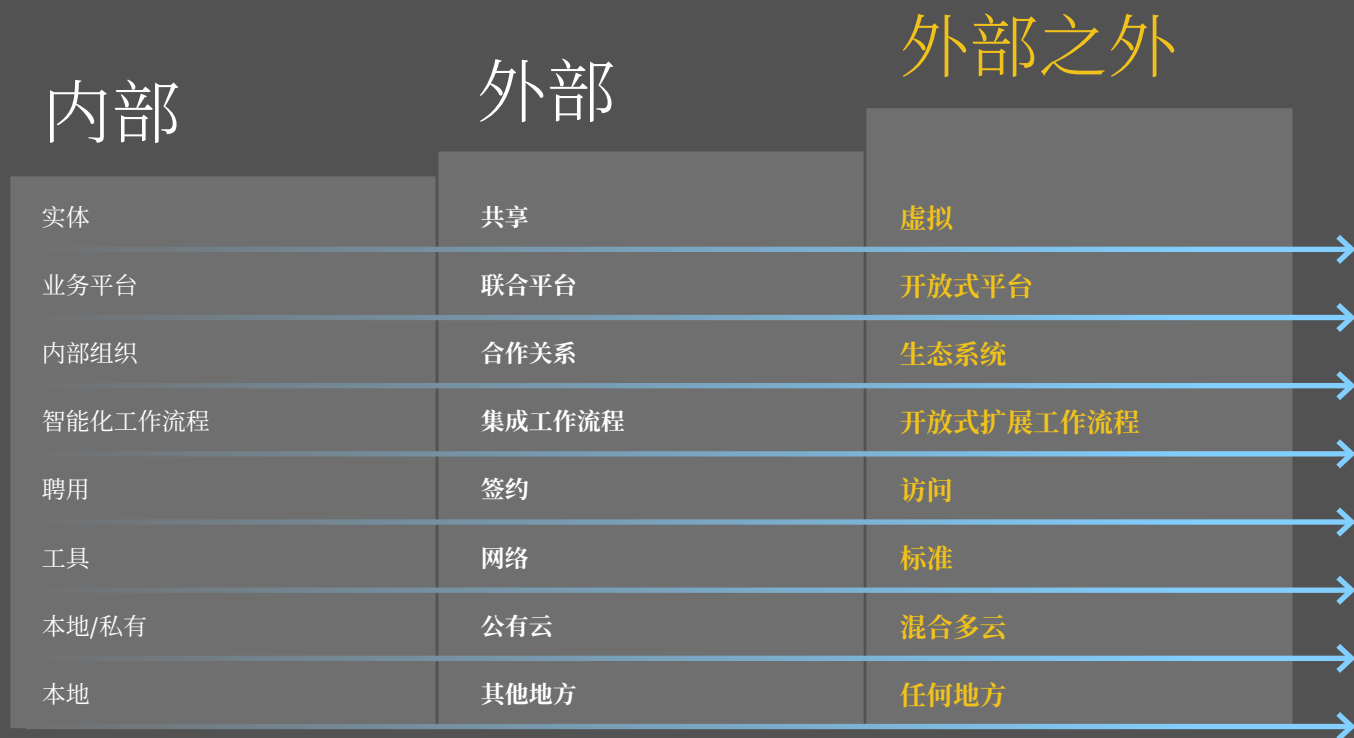 内部
外部
外部之外
实体
共享
虚拟
业务平台
联合平台
开放式平台
内部组织
合作关系
生态系统
智能化工作流程
集成工作流程
开放式扩展工作流程
聘用
签约
访问
工具
网络
标准
本地/私有
公有云
混合多云
本地
其他地方
任何地方